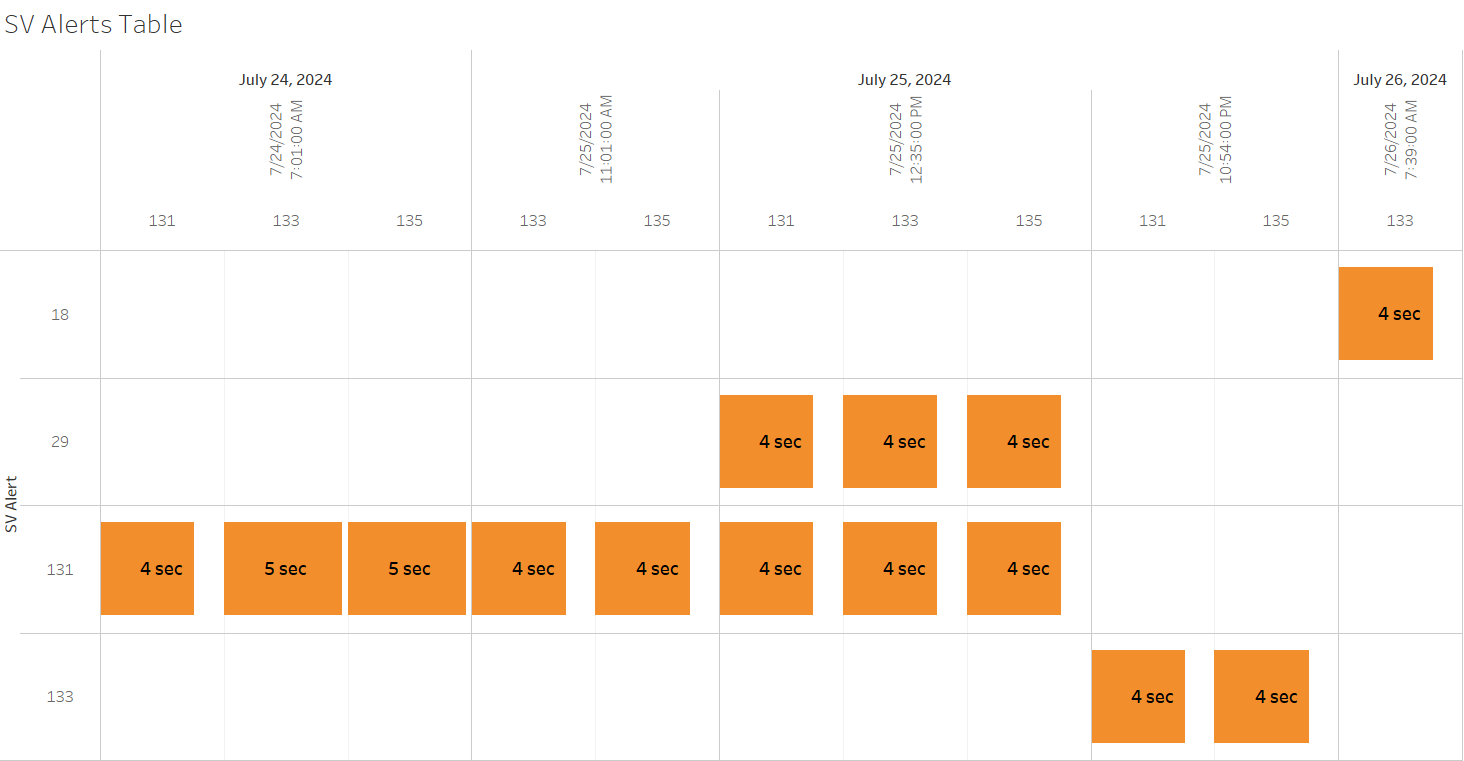 SV Alerts Table
July 24, 2024 July 25, 2024 July 26, 2024
7/24/2024 7:01:00 AM 7/25/2024 11:01:00 AM 7/25/2024 12:35:00 PM 7/25/2024 10:54:00 PM 7/26/2024 7:39:00 AM
131 133 135 133 135 131 133 135 131 135 133
SV Alert
18 4 sec
29 4 sec 4 sec 4 sec
131 4 sec 5 sec 5 sec 4 sec 4 sec 4 sec 4 sec 4 sec
133 4 sec 4 sec